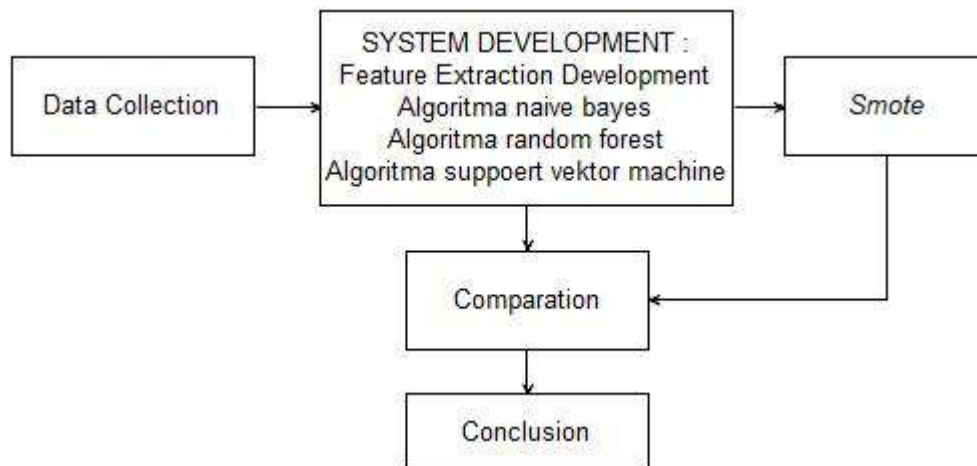 Data Collection
SYSTEM DEVELOPMENT :
Feature Extraction Development
Algoritma naive bayes
Algoritma random forest
Algoritma suppoert vektor machine
Smote
Comparation
Conclusion